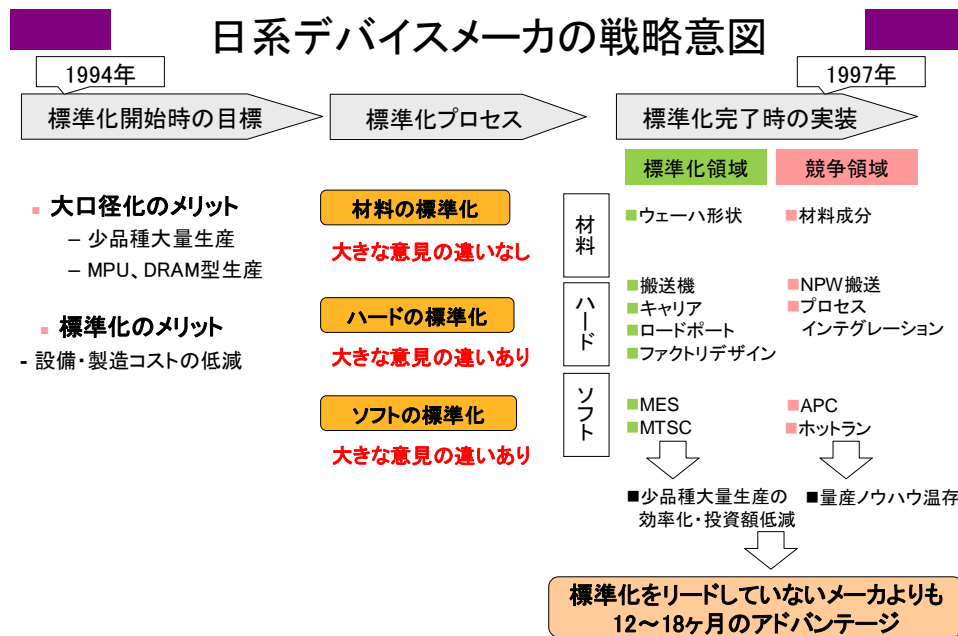 日系デバイスメーカの戦略意図
1994年
1997年
標準化開始時の目標
標準化プロセス
標準化完了時の実装
標準化領域
競争領域
▪ 大口径化のメリット
– 少品種大量生産
– MPU、DRAM型生産
▪ 標準化のメリット
- 設備・製造コストの低減
材料の標準化
大きな意見の違いなし
ハードの標準化
大きな意見の違いあり
ソフトの標準化
大きな意見の違いあり
材料
■ウェーハ形状
■材料成分
ハード
■搬送機
■キャリア
■ロードポート
■ファクトリデザイン
■NPW搬送
■プロセス
インテグレーション
ソフト
■MES
■MTSC
■APC
■ホットラン
■少品種大量生産の
効率化・投資額低減
■量産ノウハウ温存
標準化をリードしていないメーカよりも
12～18ヶ月のアドバンテージ